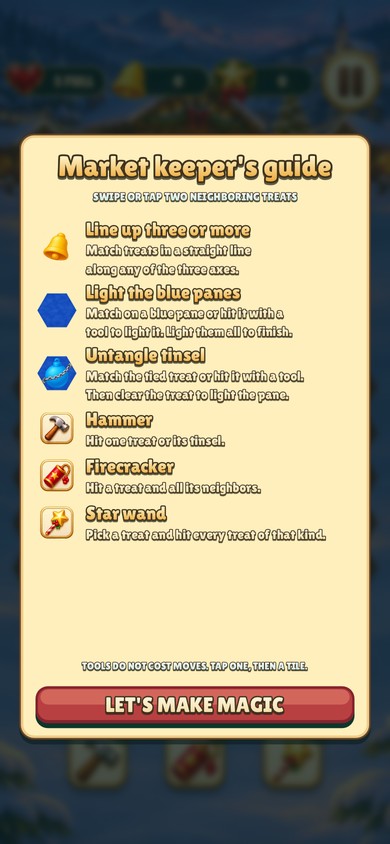 Market keeper's guide
SWIPE OR TAP TWO NEIGHBORING TREATS
Line up three or more
Match treats in a straight line
along any of the three axes.
Light the blue panes
Match on a blue pane or hit it with a
tool to light it. Light them all to finish.
Untangle tinsel
Match the tied treat or hit it with a tool.
Then clear the treat to light the pane.
Hammer
Hit one treat or its tinsel.
Firecracker
Hit a treat and all its neighbors.
Star wand
Pick a treat and hit every treat of that kind.
TOOLS DO NOT COST MOVES. TAP ONE, THEN A TILE.
LET'S MAKE MAGIC